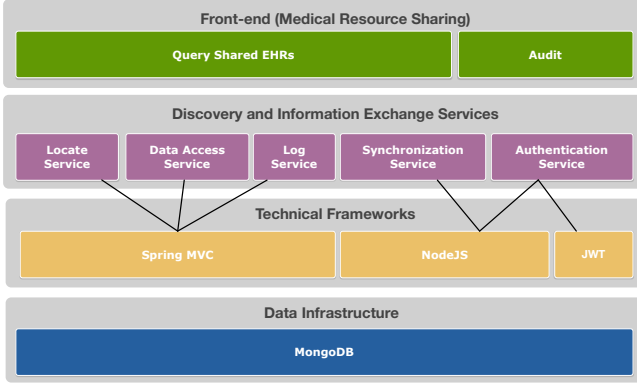 Front-end (Medical Resource Sharing)
Query Shared EHRs
Audit
Discovery and Information Exchange Services
Locate
Service
Data Access
Service
Log
Service
Synchronization
Service
Authentication
Service
Technical Frameworks
Spring MVC
NodeJS
JWT
Data Infrastructure
MongoDB